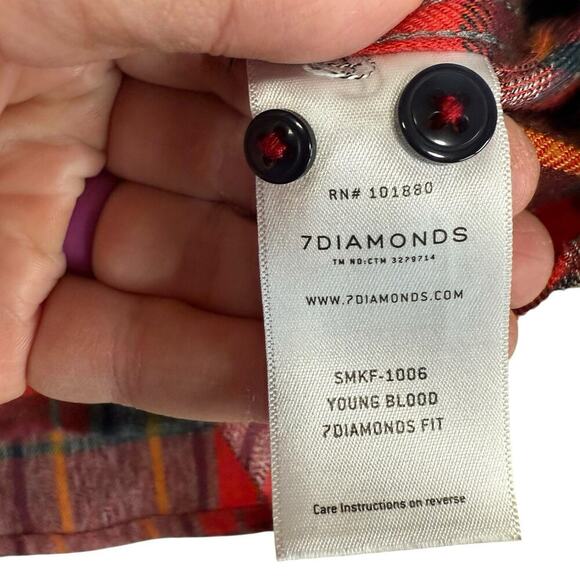 RN# 101880
7DIAMONDS
TM NO:CTM 3279714
WWW.7DIAMONDS.COM
SMKF-1006
YOUNG BLOOD
7DIAMONDS FIT
Care Instructions on reverse